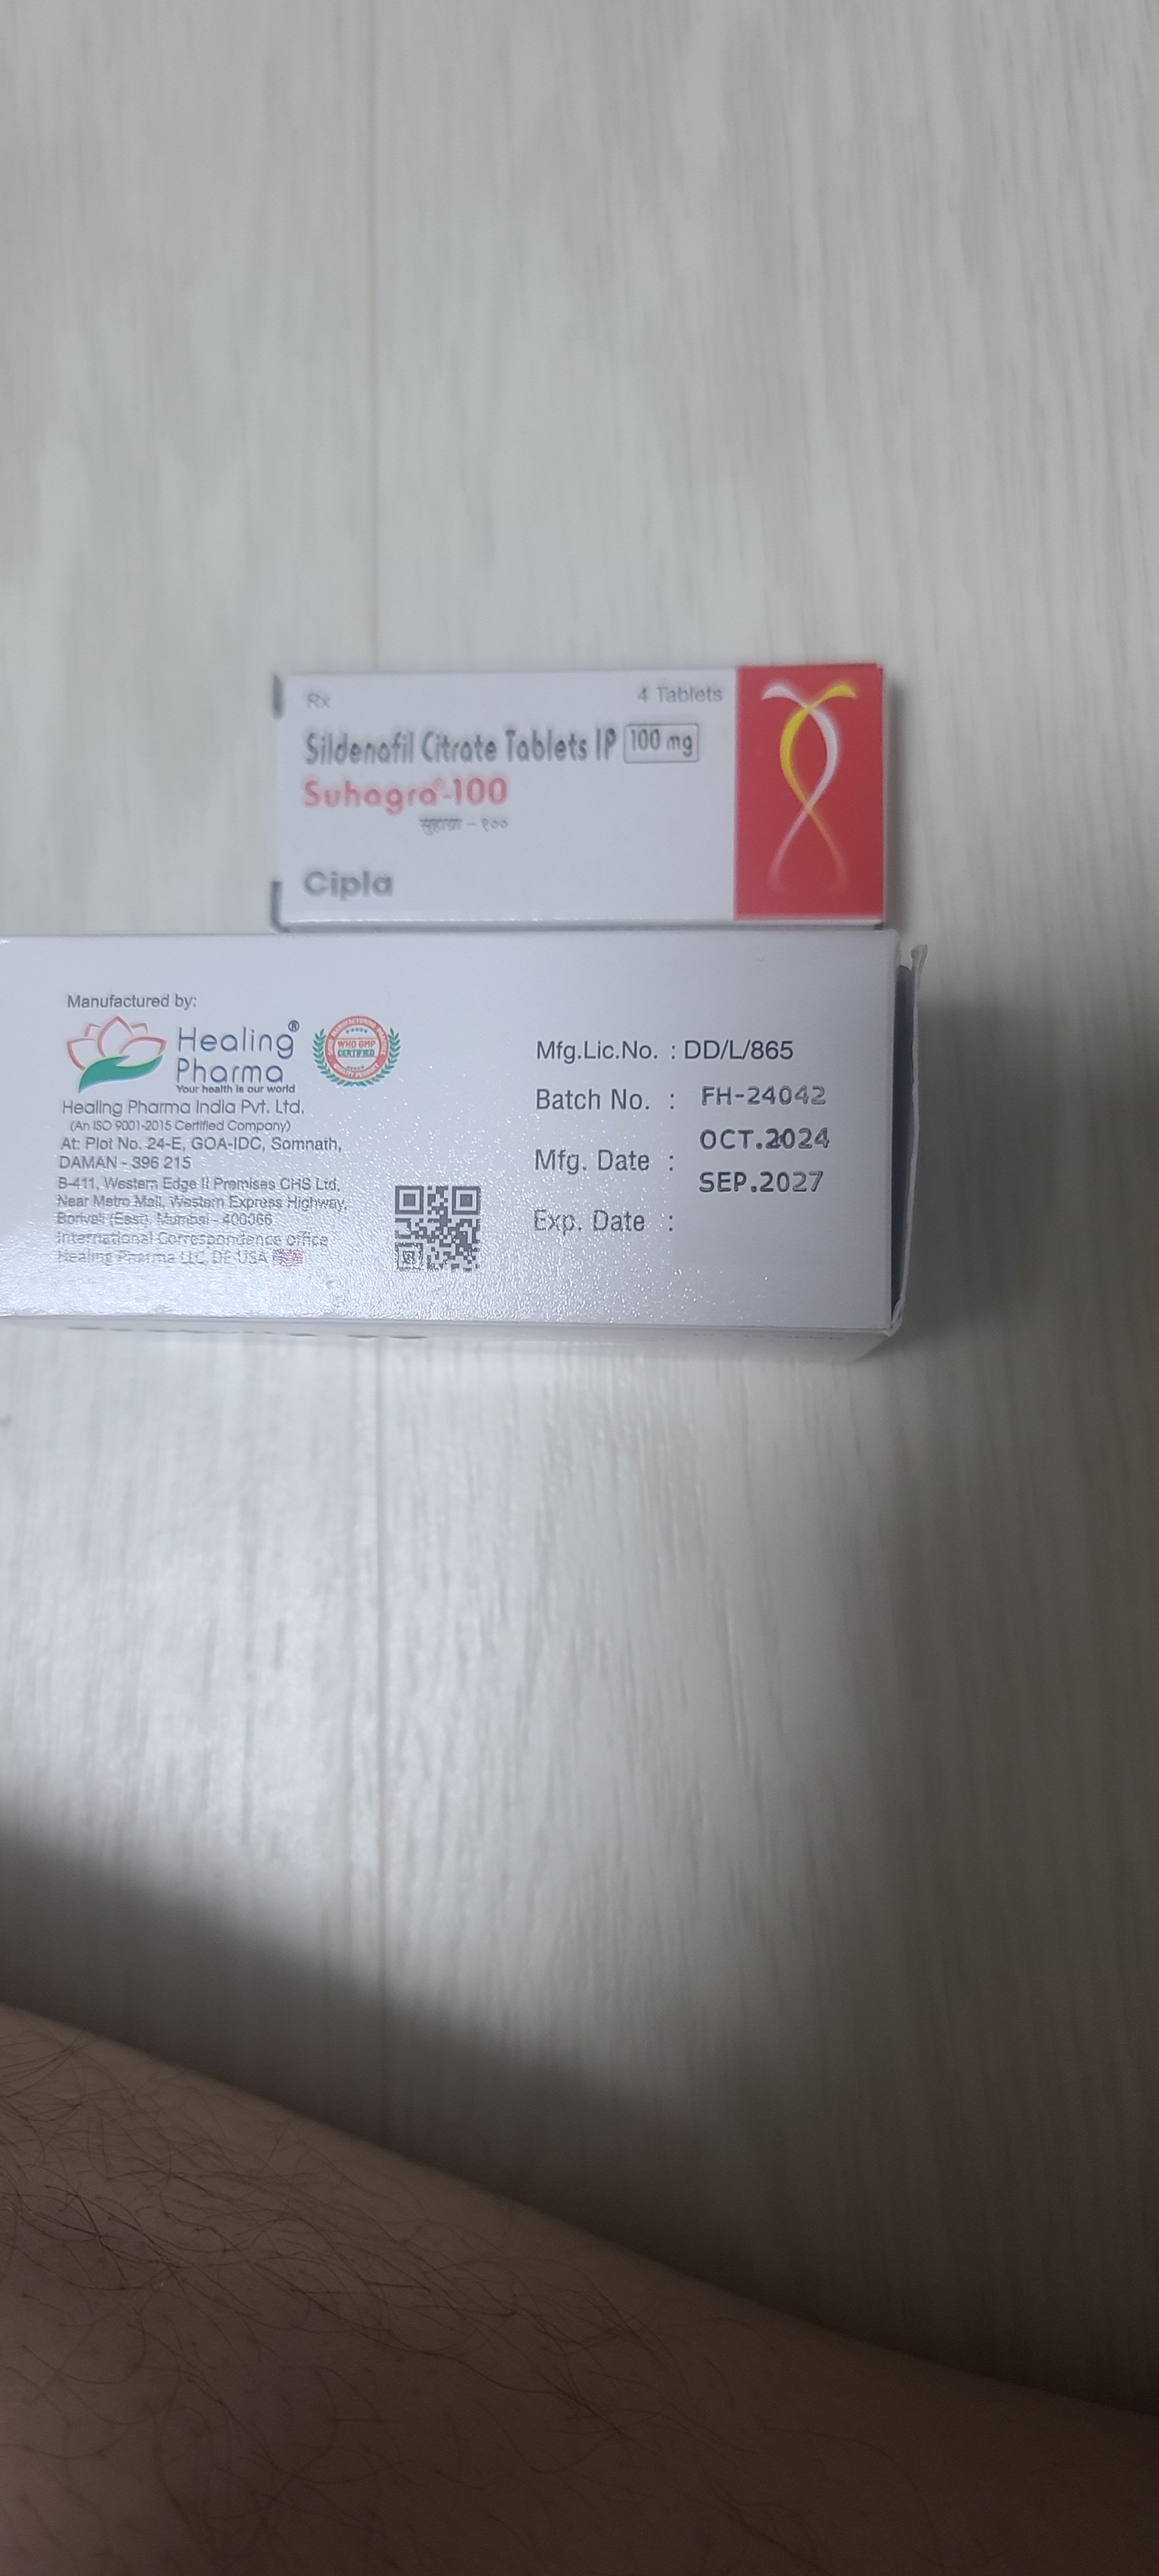 Rx
4 Tablets
Sildenafil Citrate Tablets IP 100 mg
Suhagra®-100
सुहाग्रा - १००
Cipla
Manufactured by:
Healing®
Pharma
Your health is our world
WHO GMP
CERTIFIED
Healing Pharma India Pvt. Ltd.
(An ISO 9001-2015 Certified Company)
At: Plot No. 24-E, GOA-IDC, Somnath,
DAMAN - 396 215
B-411, Western Edge II Premises CHS Ltd,
Near Metro Mall, Western Express Highway,
Borivali (East), Mumbai - 400066
International Correspondence office
Healing Pharma LLC, DE USA
Mfg.Lic.No. : DD/L/865
Batch No. : FH-24042
OCT.2024
Mfg. Date :
SEP.2027
Exp. Date :